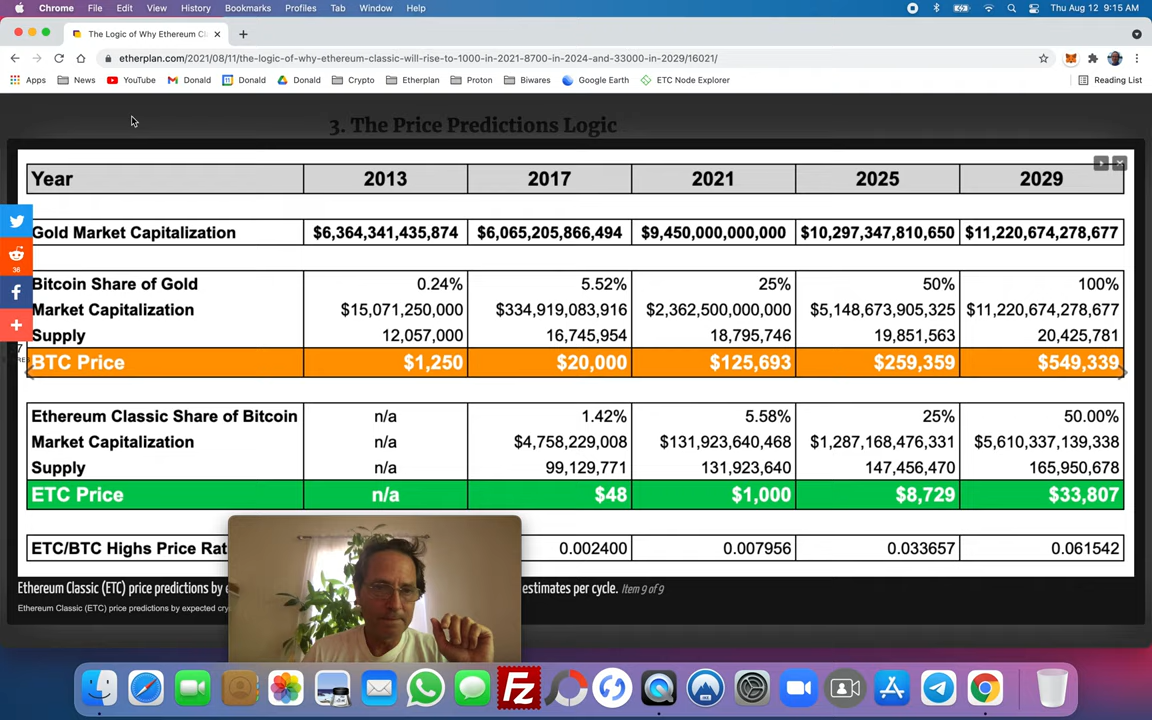 Chrome File Edit View History Bookmarks Profiles Tab Window Help Thu Aug 12 9:15 AM
The Logic of Why Ethereum Cl
etherplan.com/2021/08/11/the-logic-of-why-ethereum-classic-will-rise-to-1000-in-2021-8700-in-2024-and-33000-in-2029/16021/
Apps News YouTube Donald Donald Donald Crypto Etherplan Proton Biwares Google Earth ETC Node Explorer Reading List
3. The Price Predictions Logic
Year 2013 2017 2021 2025 2029
Gold Market Capitalization $6,364,341,435,874 $6,065,205,866,494 $9,450,000,000,000 $10,297,347,810,650 $11,220,674,278,677
Bitcoin Share of Gold 0.24% 5.52% 25% 50% 100%
Market Capitalization $15,071,250,000 $334,919,083,916 $2,362,500,000,000 $5,148,673,905,325 $11,220,674,278,677
Supply 12,057,000 16,745,954 18,795,746 19,851,563 20,425,781
BTC Price $1,250 $20,000 $125,693 $259,359 $549,339
Ethereum Classic Share of Bitcoin n/a 1.42% 5.58% 25% 50.00%
Market Capitalization n/a $4,758,229,008 $131,923,640,468 $1,287,168,476,331 $5,610,337,139,338
Supply n/a 99,129,771 131,923,640 147,456,470 165,950,678
ETC Price n/a $48 $1,000 $8,729 $33,807
ETC/BTC Highs Price Rat 0.002400 0.007956 0.033657 0.061542
36
Ethereum Classic (ETC) price predictions by estimates per cycle. Item 9 of 9
Ethereum Classic (ETC) price predictions by expected cry
FZ